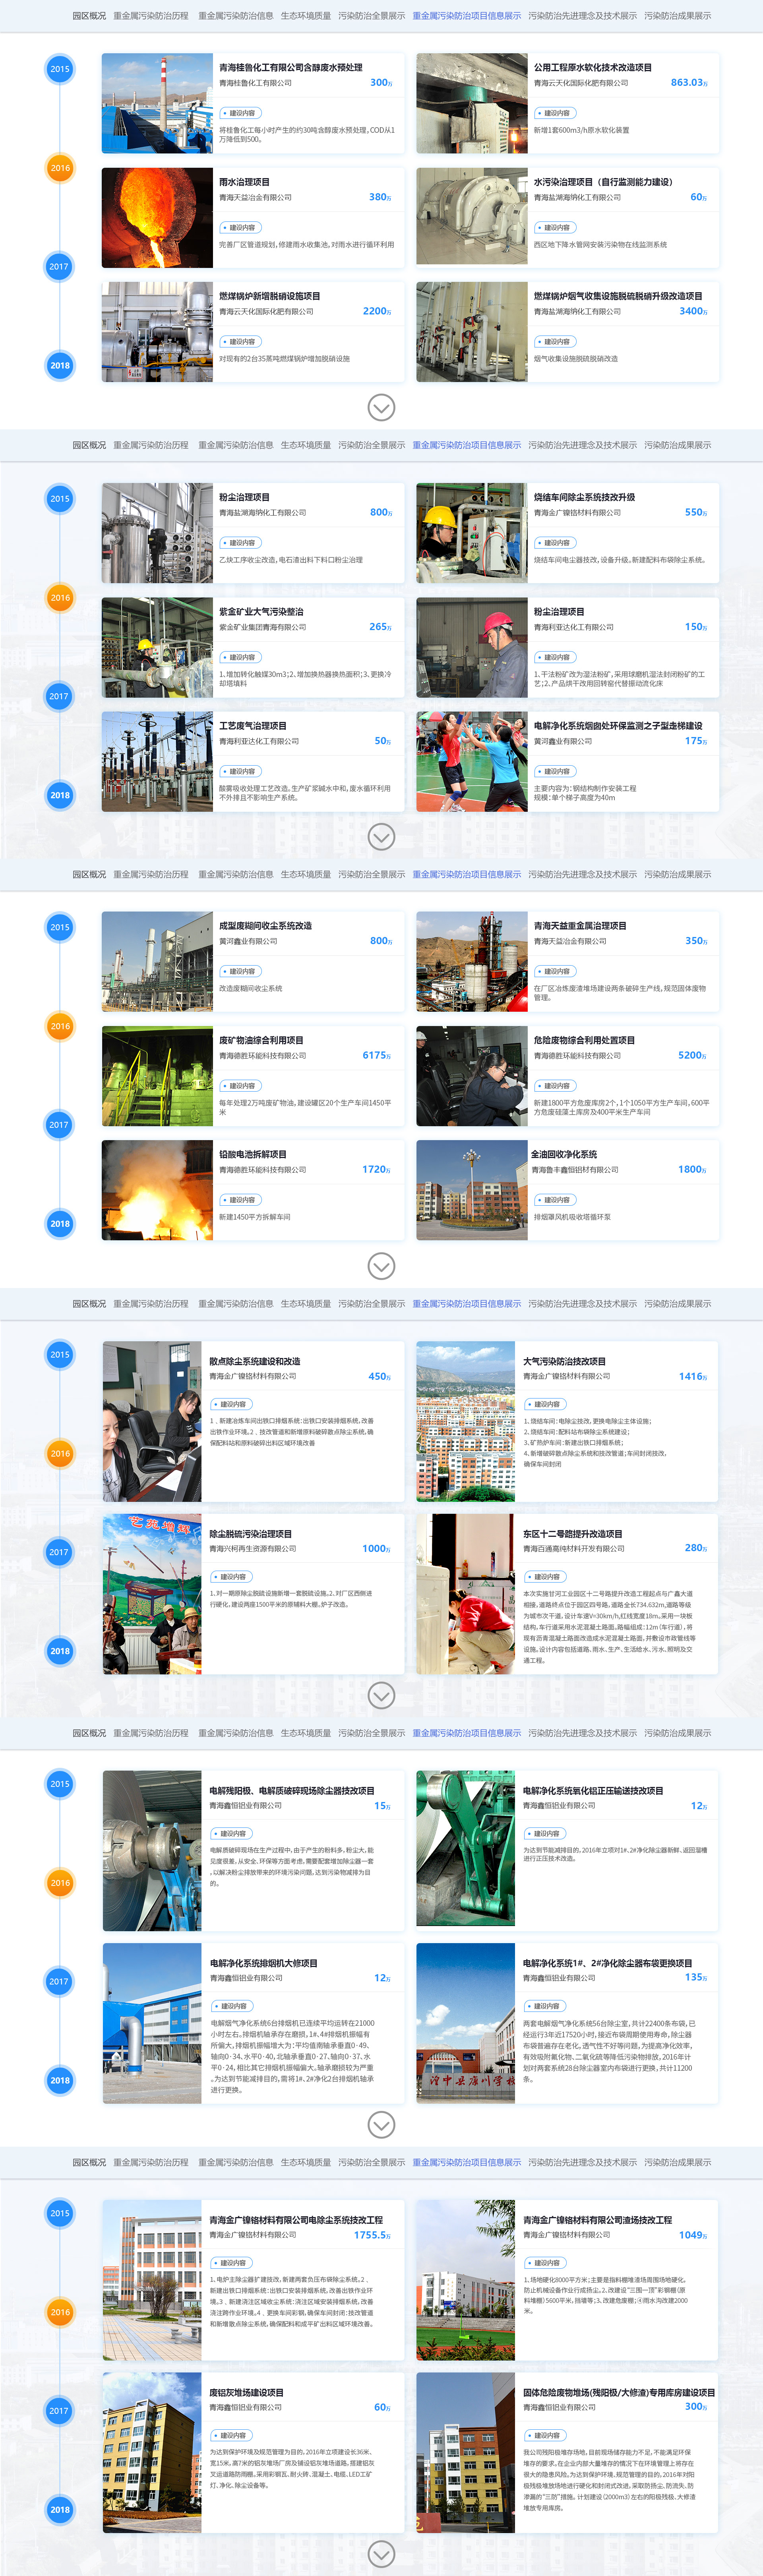 园区概况 重金属污染防治历程 重金属污染防治信息 生态环境质量 污染防治全景展示 重金属污染防治项目信息展示 污染防治先进理念及技术展示 污染防治成果展示
2015
2016
2017
2018
青海桂鲁化工有限公司含醇废水预处理
青海桂鲁化工有限公司 300万
建设内容
将桂鲁化工每小时产生的约30吨含醇废水预处理，COD从1
万降低到500。
公用工程原水软化技术改造项目
青海云天化国际化肥有限公司 863.03万
建设内容
新增1套600m3/h原水软化装置
雨水治理项目
青海天益冶金有限公司 380万
建设内容
完善厂区管道规划，修建雨水收集池，对雨水进行循环利用
水污染治理项目（自行监测能力建设）
青海盐湖海纳化工有限公司 60万
建设内容
西区地下降水管网安装污染物在线监测系统
燃煤锅炉新增脱硝设施项目
青海云天化国际化肥有限公司 2200万
建设内容
对现有的2台35蒸吨燃煤锅炉增加脱硝设施
燃煤锅炉烟气收集设施脱硫脱硝升级改造项目
青海盐湖海纳化工有限公司 3400万
建设内容
烟气收集设施脱硫脱硝改造
园区概况 重金属污染防治历程 重金属污染防治信息 生态环境质量 污染防治全景展示 重金属污染防治项目信息展示 污染防治先进理念及技术展示 污染防治成果展示
2015
2016
2017
2018
粉尘治理项目
青海盐湖海纳化工有限公司 800万
建设内容
乙炔工序收尘改造，电石渣出料下料口粉尘治理
烧结车间除尘系统技改升级
青海金广镍铬材料有限公司 550万
建设内容
烧结车间电尘器技改，设备升级。新建配料布袋除尘系统。
紫金矿业大气污染整治
紫金矿业集团青海有限公司 265万
建设内容
1、增加转化触媒30m3；2、增加换热器换热面积；3、更换冷
却塔填料
粉尘治理项目
青海利亚达化工有限公司 150万
建设内容
1、干法粉矿改为湿法粉矿，采用球磨机湿法封闭粉矿的工
艺；2、产品烘干改用回转窑代替振动流化床
工艺废气治理项目
青海利亚达化工有限公司 50万
建设内容
酸雾吸收处理工艺改造，生产矿浆碱水中和，废水循环利用
不外排且不影响生产系统。
电解净化系统烟囱处环保监测之子型走梯建设
黄河鑫业有限公司 175万
建设内容
主要内容为：钢结构制作安装工程
规模：单个梯子高度为40m
园区概况 重金属污染防治历程 重金属污染防治信息 生态环境质量 污染防治全景展示 重金属污染防治项目信息展示 污染防治先进理念及技术展示 污染防治成果展示
2015
2016
2017
2018
成型废糊间收尘系统改造
黄河鑫业有限公司 800万
建设内容
改造废糊间收尘系统
青海天益重金属治理项目
青海天益冶金有限公司 350万
建设内容
在厂区冶炼废渣堆场建设两条破碎生产线，规范固体废物
管理。
废矿物油综合利用项目
青海德胜环能科技有限公司 6175万
建设内容
每年处理2万吨废矿物油，建设罐区20个生产车间1450平
米
危险废物综合利用处置项目
青海德胜环能科技有限公司 5200万
建设内容
新建1800平方危废库房2个，1个1050平方生产车间，600平
方危废硅藻土库房及400平米生产车间
铅酸电池拆解项目
青海德胜环能科技有限公司 1720万
建设内容
新建1450平方拆解车间
全油回收净化系统
青海鲁丰鑫恒铝材有限公司 1800万
建设内容
排烟罩风机吸收塔循环泵
园区概况 重金属污染防治历程 重金属污染防治信息 生态环境质量 污染防治全景展示 重金属污染防治项目信息展示 污染防治先进理念及技术展示 污染防治成果展示
2015
2016
2017
2018
散点除尘系统建设和改造
青海金广镍铬材料有限公司 450万
建设内容
1 、新建冶炼车间出铁口排烟系统：出铁口安装排烟系统，改善
出铁作业环境。2 、技改管道和新增原料破碎散点除尘系统，确
保配料站和原料破碎出料区域环境改善
大气污染防治技改项目
青海金广镍铬材料有限公司 1416万
建设内容
1、烧结车间：电除尘技改，更换电除尘主体设施；
2、烧结车间：配料站布袋除尘系统建设；
3、矿热炉车间：新建出铁口排烟系统；
4、新增破碎散点除尘系统和技改管道；车间封闭技改，
确保车间封闭
艺苑增辉
除尘脱硫污染治理项目
青海兴柯再生资源有限公司 1000万
建设内容
1、对一期原除尘脱硫设施新增一套脱硫设施。2、对厂区西侧进
行硬化，建设两座1500平米的原辅料大棚。炉子改造。
东区十二号路提升改造项目
青海百通高纯材料开发有限公司 280万
建设内容
本次实施甘河工业园区十二号路提升改造工程起点与广鑫大道
相接，道路终点位于园区四号路，道路全长734.632m，道路等级
为城市次干道，设计车速V=30km/h，红线宽度18m。采用一块板
结构，车行道采用水泥混凝土路面。路幅组成：12m（车行道），将
现有沥青混凝土路面改造成水泥混凝土路面，并敷设市政管线等
设施。设计内容包括道路、雨水、生产、生活给水、污水、照明及交
通工程。
园区概况 重金属污染防治历程 重金属污染防治信息 生态环境质量 污染防治全景展示 重金属污染防治项目信息展示 污染防治先进理念及技术展示 污染防治成果展示
2015
2016
2017
2018
电解残阳极、电解质破碎现场除尘器技改项目
青海鑫恒铝业有限公司 15万
建设内容
电解质破碎现场在生产过程中，由于产生的粉料多，粉尘大，能
见度很差，从安全、环保等方面考虑，需要配套增加除尘器一套
，以解决粉尘排放带来的环境污染问题，达到污染物减排为目
的。
电解净化系统氧化铝正压输送技改项目
青海鑫恒铝业有限公司 12万
建设内容
为达到节能减排目的，2016年立项对1#、2#净化除尘器新鲜、返回溜槽
进行正压技术改造。
电解净化系统排烟机大修项目
青海鑫恒铝业有限公司 12万
建设内容
电解烟气净化系统6台排烟机已连续平均运转在21000
小时左右。排烟机轴承存在磨损，1#、4#排烟机振幅有
所偏大，排烟机振幅增大为：平均值南轴承垂直0-49、
轴向0-34、水平0-40，北轴承垂直0-27、轴向0-37、水
平0-24，相比其它排烟机振幅偏大。轴承磨损较为严重
。为达到节能减排目的，需将1#、2#净化2台排烟机轴承
进行更换。
湟中县康川学校
电解净化系统1#、2#净化除尘器布袋更换项目
青海鑫恒铝业有限公司 135万
建设内容
两套电解烟气净化系统56台除尘室，共计22400条布袋，已
经运行3年近17520小时，接近布袋周期使用寿命，除尘器
布袋普遍存在老化，透气性不好等问题，为提高净化效率，
有效吸附氟化物、二氧化硫等降低污染物排放，2016年计
划对两套系统28台除尘器室内布袋进行更换，共计11200
条。
园区概况 重金属污染防治历程 重金属污染防治信息 生态环境质量 污染防治全景展示 重金属污染防治项目信息展示 污染防治先进理念及技术展示 污染防治成果展示
2015
2016
2017
2018
青海金广镍铬材料有限公司电除尘系统技改工程
青海金广镍铬材料有限公司 1755.5万
建设内容
1、电炉主除尘器扩建技改，新建两套负压布袋除尘系统。2 、
新建出铁口排烟系统：出铁口安装排烟系统，改善出铁作业环
境。3 、新建浇注区域收尘系统：浇注区域安装排烟系统，改善
浇注跨作业环境。4 、更换车间彩钢，确保车间封闭：技改管道
和新增散点除尘系统，确保配料和成平矿出料区域环境改善。
青海金广镍铬材料有限公司渣场技改工程
青海金广镍铬材料有限公司 1049万
建设内容
1、场地硬化8000平方米；主要是指料棚堆渣场周围场地硬化，
防止机械设备作业行成扬尘；2、改建设“三围一顶”彩钢棚（原
料堆棚）5600平米，挡墙等；3、改建危废棚；④雨水沟改建2000
米。
废铝灰堆场建设项目
青海鑫恒铝业有限公司 60万
建设内容
为达到保护环境及规范管理为目的，2016年立项建设长36米、
宽15米、高7米的铝灰堆场厂房及铺设铝灰堆场道路。搭建铝灰
叉运道路防雨棚。采用彩钢瓦、耐火砖、混凝土、电缆、LED工矿
灯、净化、除尘设备等。
固体危险废物堆场(残阳极/大修渣)专用库房建设项目
青海鑫恒铝业有限公司 300万
建设内容
我公司残阳极堆存场地，目前现场储存能力不足，不能满足环保
堆存的要求。在企业内部大量堆存的情况下在环境管理上将存在
很大的隐患风险。为达到保护环境、规范管理的目的，2016年对阳
极残极堆放场地进行硬化和封闭式改进，采取防扬尘，防流失，防
渗漏的“三防”措施。计划建设（2000m3）左右的阳极残极、大修渣
堆放专用库房。